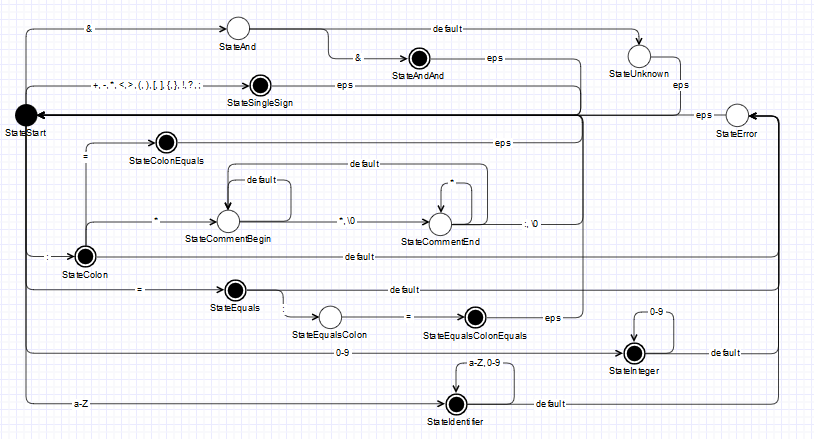 & default
StateAnd
& eps
StateAndAnd
StateUnknown
+, -, *, <, >, (, ), [, ], {, }, !, ?, ; eps eps
StateSingleSign
eps
StateStart StateError
= eps
StateColonEquals
default
default *
* *, \0 :, \0
StateCommentBegin StateCommentEnd
: default
StateColon
= default
StateEquals
:
= eps
StateEqualsColon StateEqualsColonEquals
0-9
0-9 default
StateInteger
a-Z,0-9
a-Z default
StateIdentifier